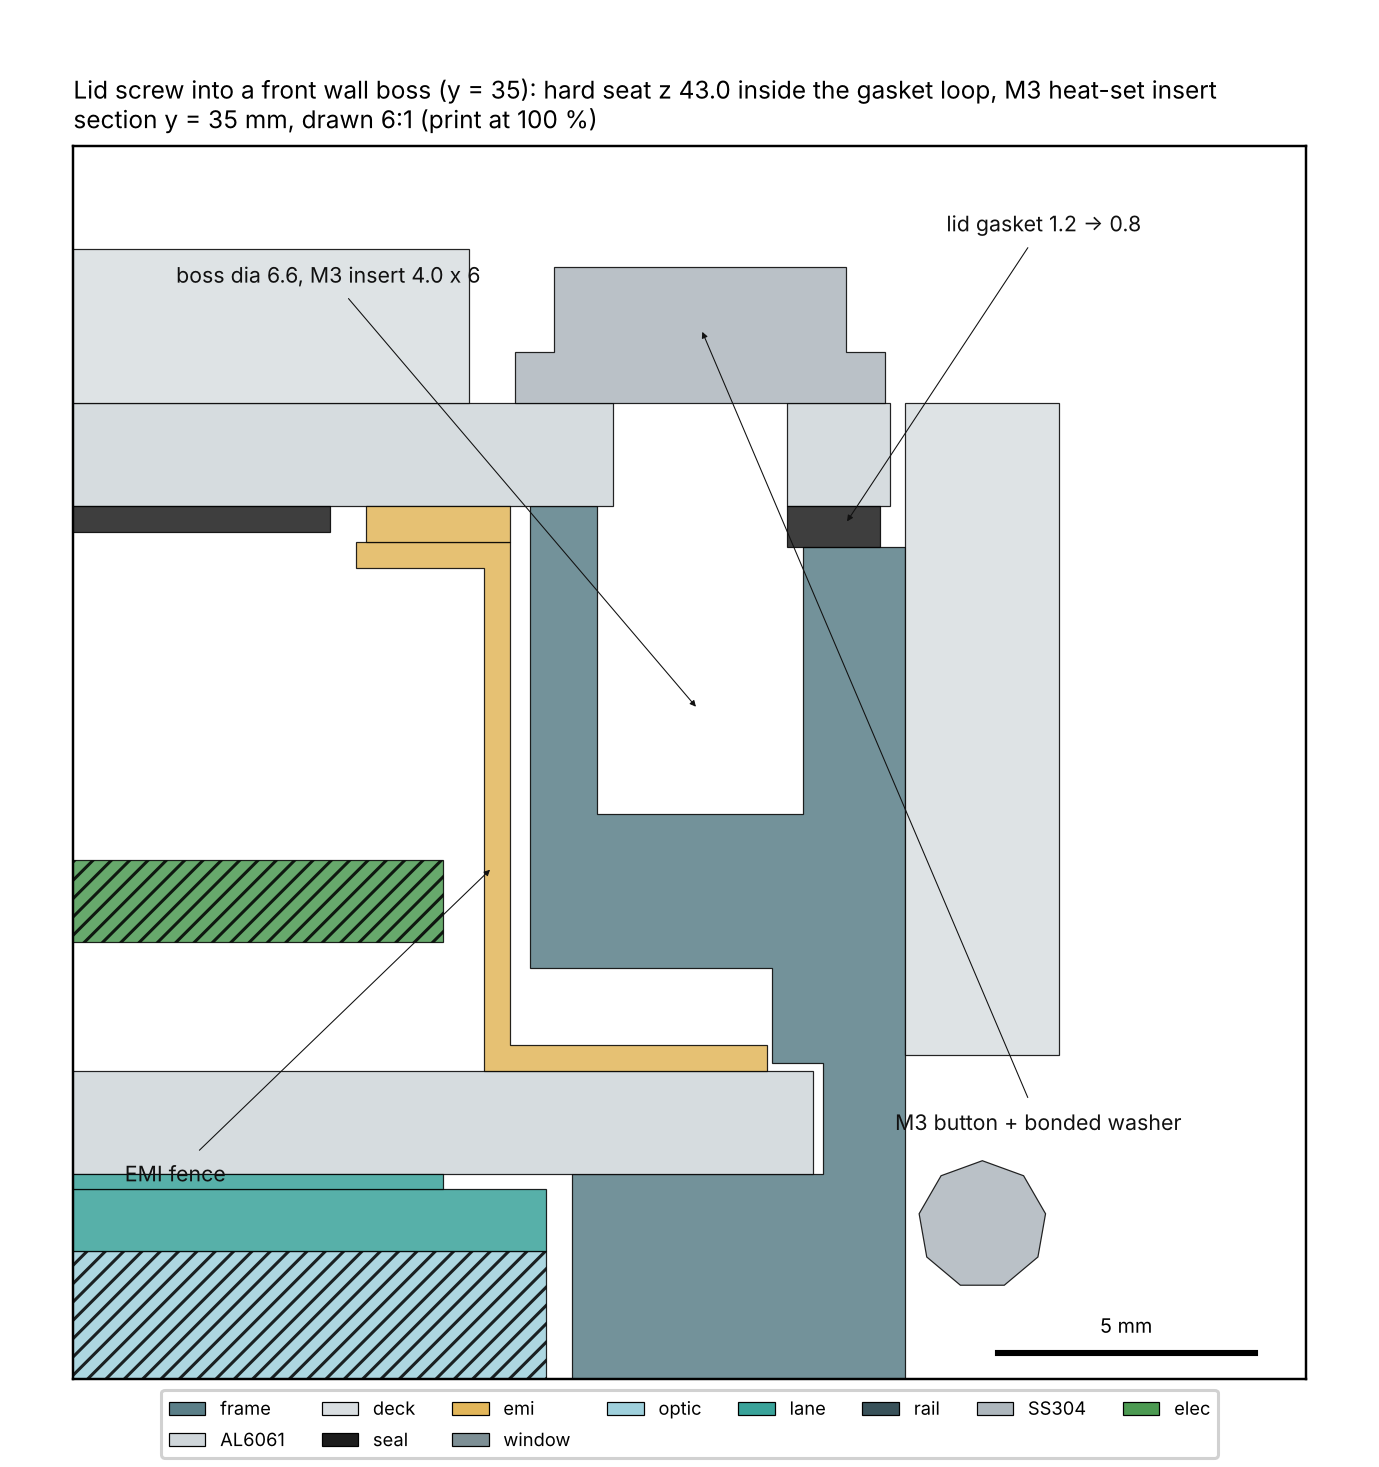 Lid screw into a front wall boss (y = 35): hard seat z 43.0 inside the gasket loop, M3 heat-set insert
section y = 35 mm, drawn 6:1 (print at 100 %)
lid gasket 1.2 → 0.8
boss dia 6.6, M3 insert 4.0 x 6
M3 button + bonded washer
EMI fence
5 mm
frame deck emi optic lane rail SS304 elec
AL6061 seal window